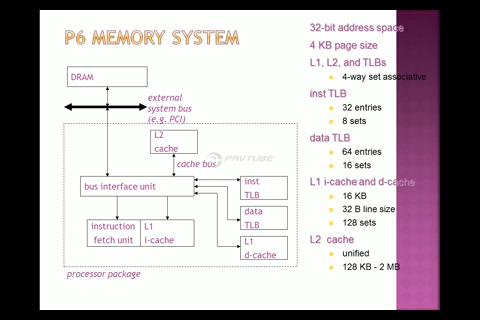 P6 MEMORY SYSTEM
DRAM
external
system bus
(e.g. PCI)
L2
cache
cache bus
PAVTUBE
bus interface unit
inst
TLB
data
TLB
instruction
fetch unit
L1
i-cache
L1
d-cache
processor package
32-bit address space
4 KB page size
L1, L2, and TLBs
4-way set associative
inst TLB
32 entries
8 sets
data TLB
64 entries
16 sets
L1 i-cache and d-cache
16 KB
32 B line size
128 sets
L2 cache
unified
128 KB - 2 MB